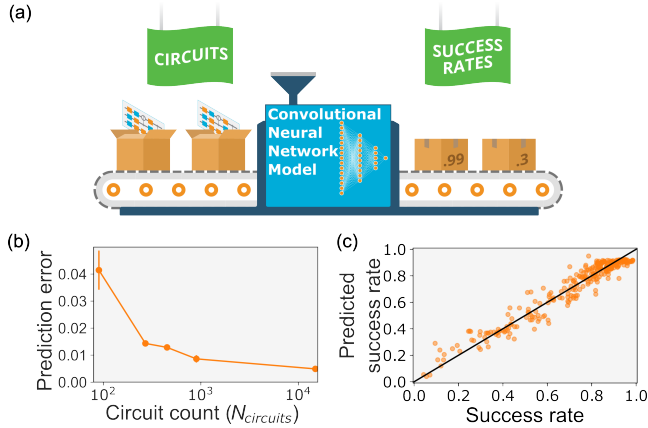 (a)
CIRCUITS
SUCCESS
RATES
Convolutional
Neural
Network
Model
.99
.3
(b)
Prediction error
0.04
0.03
0.02
0.01
0.00
10²
10³
10⁴
Circuit count (N_circuits)
(c)
Predicted
success rate
1.0
0.8
0.6
0.4
0.2
0.0
0.0
0.2
0.4
0.6
0.8
1.0
Success rate